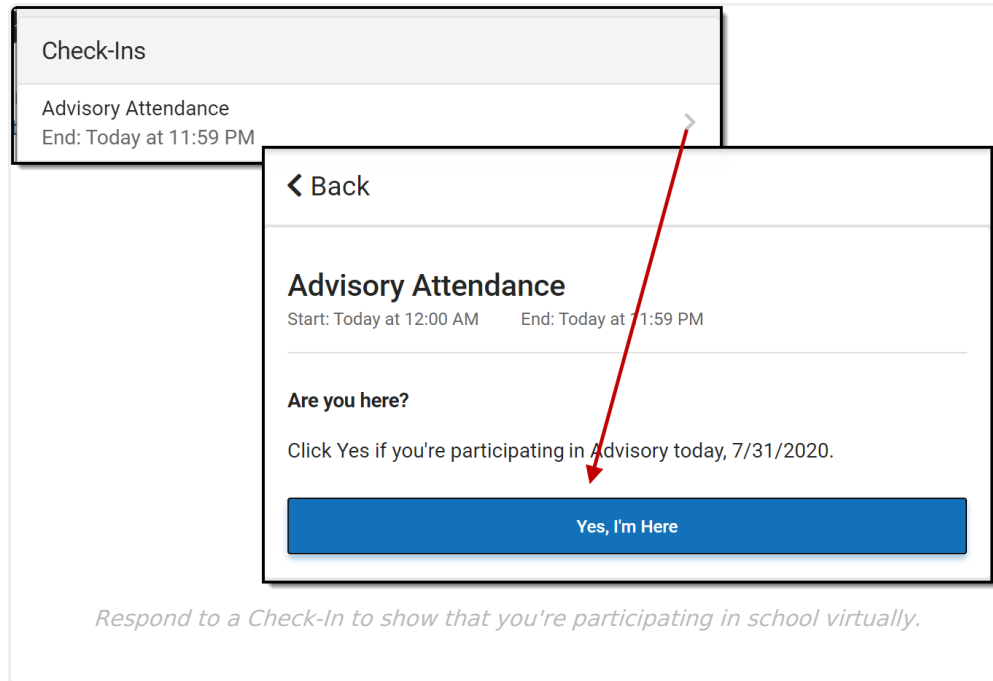 Check-Ins
Advisory Attendance
End: Today at 11:59 PM
Back
Advisory Attendance
Start: Today at 12:00 AM End: Today at 11:59 PM
Are you here?
Click Yes if you're participating in Advisory today, 7/31/2020.
Yes, I'm Here
Respond to a Check-In to show that you're participating in school virtually.